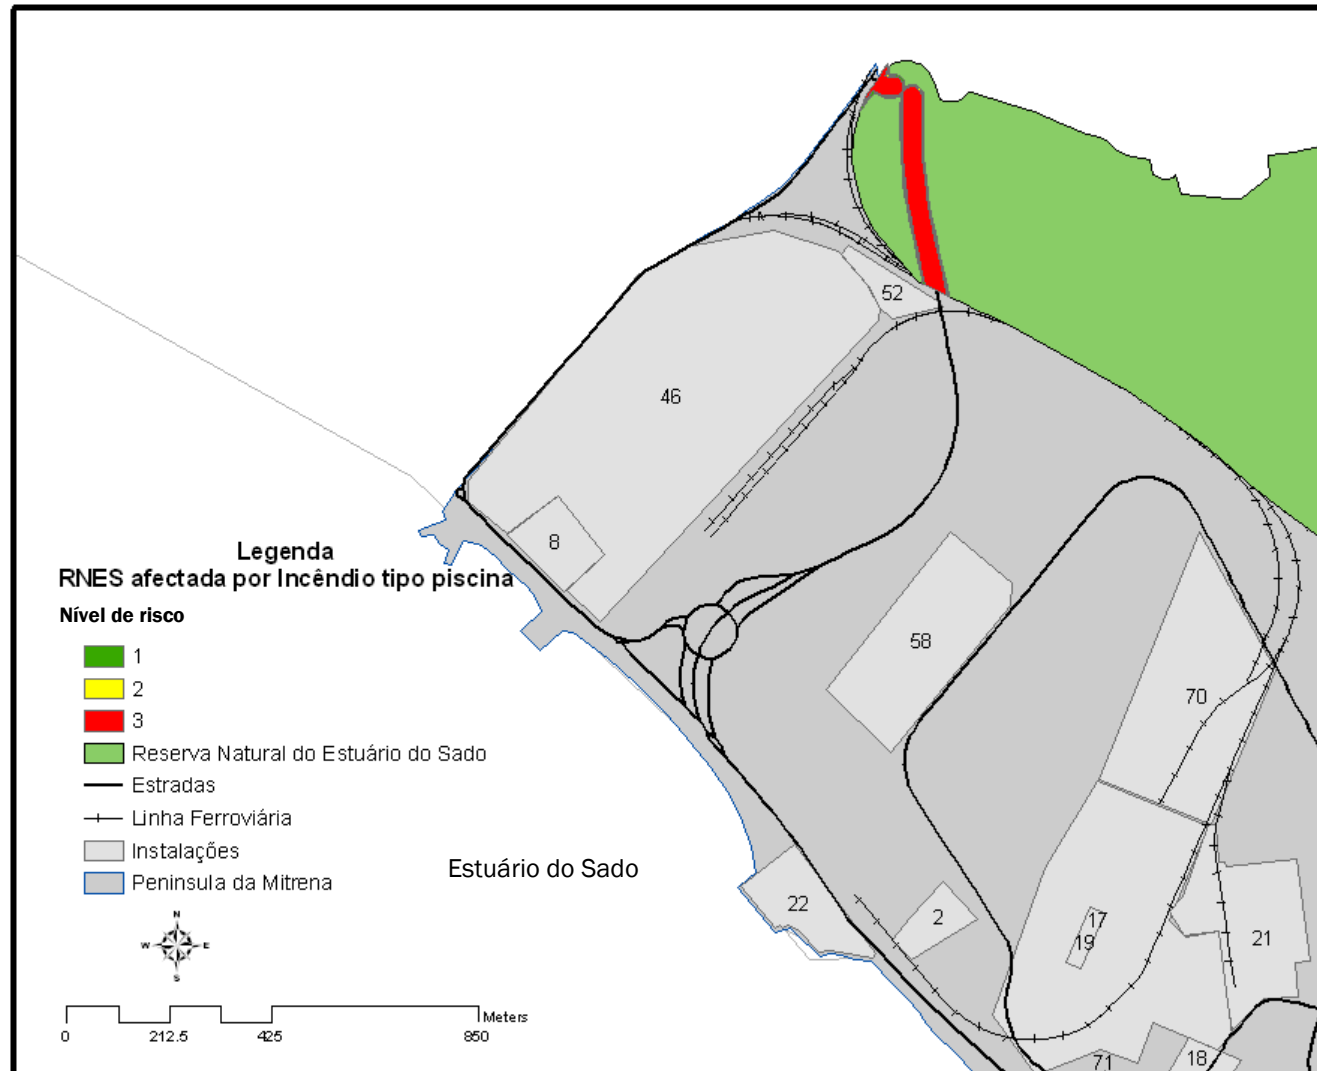 52
46
8
Legenda
RNES afectada por Incêndio tipo piscina
Nível de risco
1
2
3
Reserva Natural do Estuário do Sado
Estradas
Linha Ferroviária
Instalações
Peninsula da Mitrena
58
70
Estuário do Sado
22
2
17
19
21
N
W E
S
Meters
0 212.5 425 850
71
18